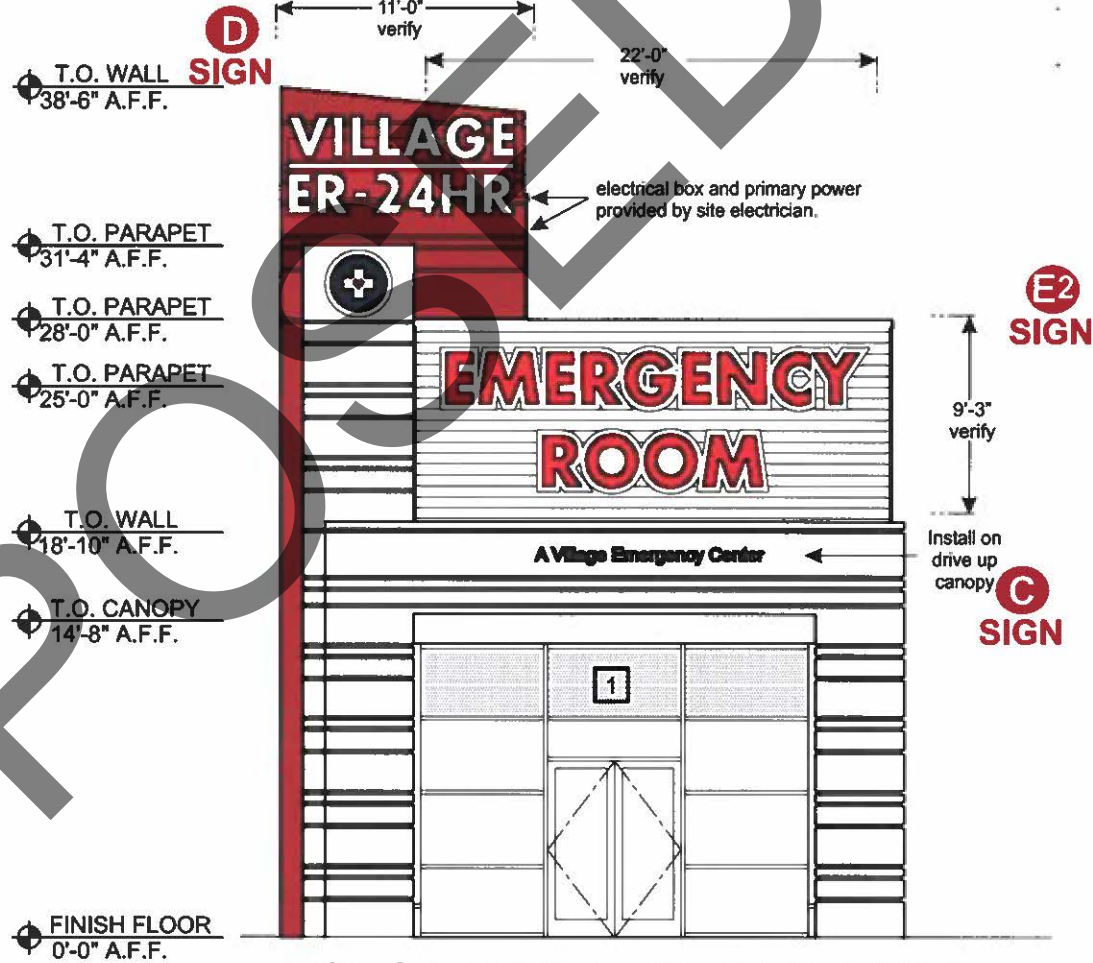 11'-0"
verify
D
SIGN
22'-0"
verify
T.O. WALL
38'-6" A.F.F.
VILLAGE
ER-24HR
electrical box and primary power
provided by site electrician.
T.O. PARAPET
31'-4" A.F.F.
T.O. PARAPET
28'-0" A.F.F.
E2
SIGN
T.O. PARAPET
25'-0" A.F.F.
EMERGENCY
ROOM
9'-3"
verify
T.O. WALL
18'-10" A.F.F.
A Village Emergency Center
Install on
drive up
canopy
C
SIGN
T.O. CANOPY
14'-8" A.F.F.
1
FINISH FLOOR
0'-0" A.F.F.
POSED